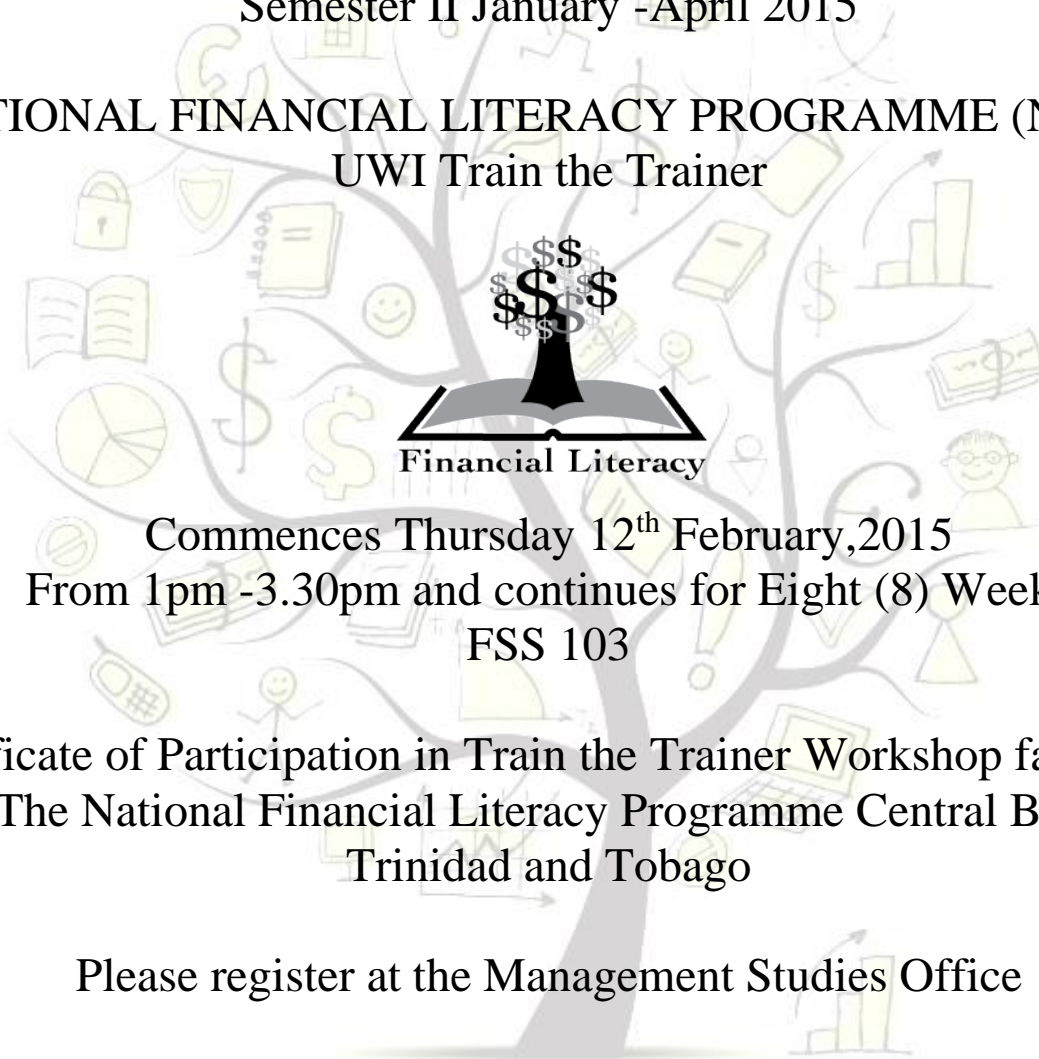 Semester II January -April 2015
TIONAL FINANCIAL LITERACY PROGRAMME (N
UWI Train the Trainer
Financial Literacy
Commences Thursday 12th February,2015
From 1pm -3.30pm and continues for Eight (8) Week
FSS 103
ficate of Participation in Train the Trainer Workshop fa
The National Financial Literacy Programme Central B
Trinidad and Tobago
Please register at the Management Studies Office